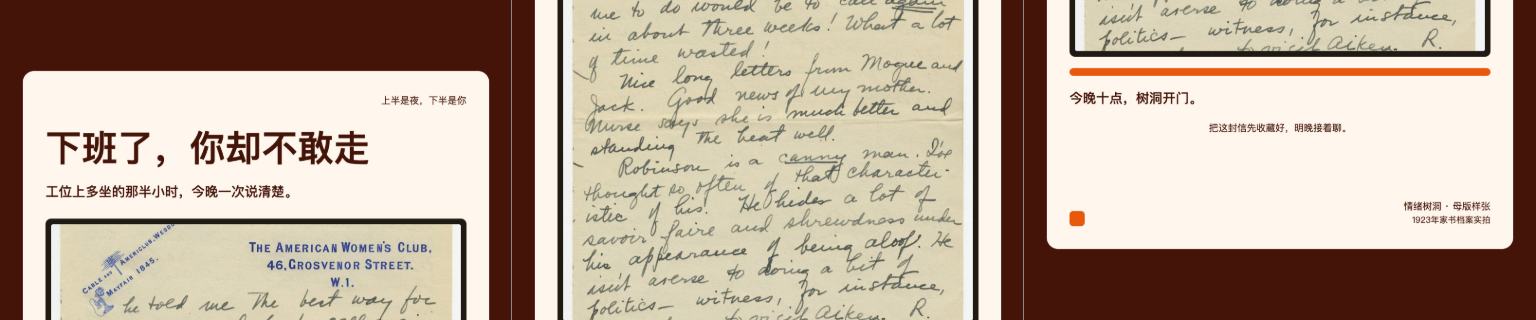 上半是夜，下半是你
下班了，你却不敢走
工位上多坐的那半小时，今晚一次说清楚。
CABLE AND AMERICLUB, WESDO
MAYFAIR 1845.
THE AMERICAN WOMEN'S CLUB,
46, GROSVENOR STREET.
W.1.
he told me The best way for
me to do would be to call again
in about three weeks! What a lot
of time wasted!
Nice long letters from Mogue and
Jack. Good news of my mother.
Nurse says she is much better and
standing the heat well.
Robinson is a canny man. I've
thought so often of that character-
istic of his. He hides a lot of
savoir faire and shrewdness under
his appearance of being aloof. He
isn't averse to doing a bit of
politics— witness, for instance,
to visit Aiken. R.
isn't averse to doing a bit of
politics— witness, for instance,
to visit Aiken. R.
今晚十点，树洞开门。
把这封信先收藏好，明晚接着聊。
情绪树洞 · 母版样张
1923年家书档案实拍